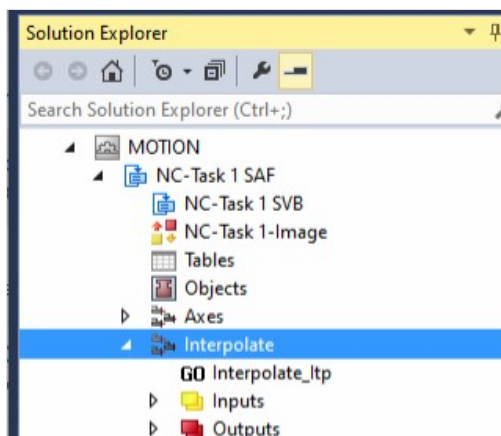 Solution Explorer
Search Solution Explorer (Ctrl+;)
MOTION
NC-Task 1 SAF
NC-Task 1 SVB
NC-Task 1-Image
Tables
Objects
Axes
Interpolate
GO Interpolate_Itp
Inputs
Outputs